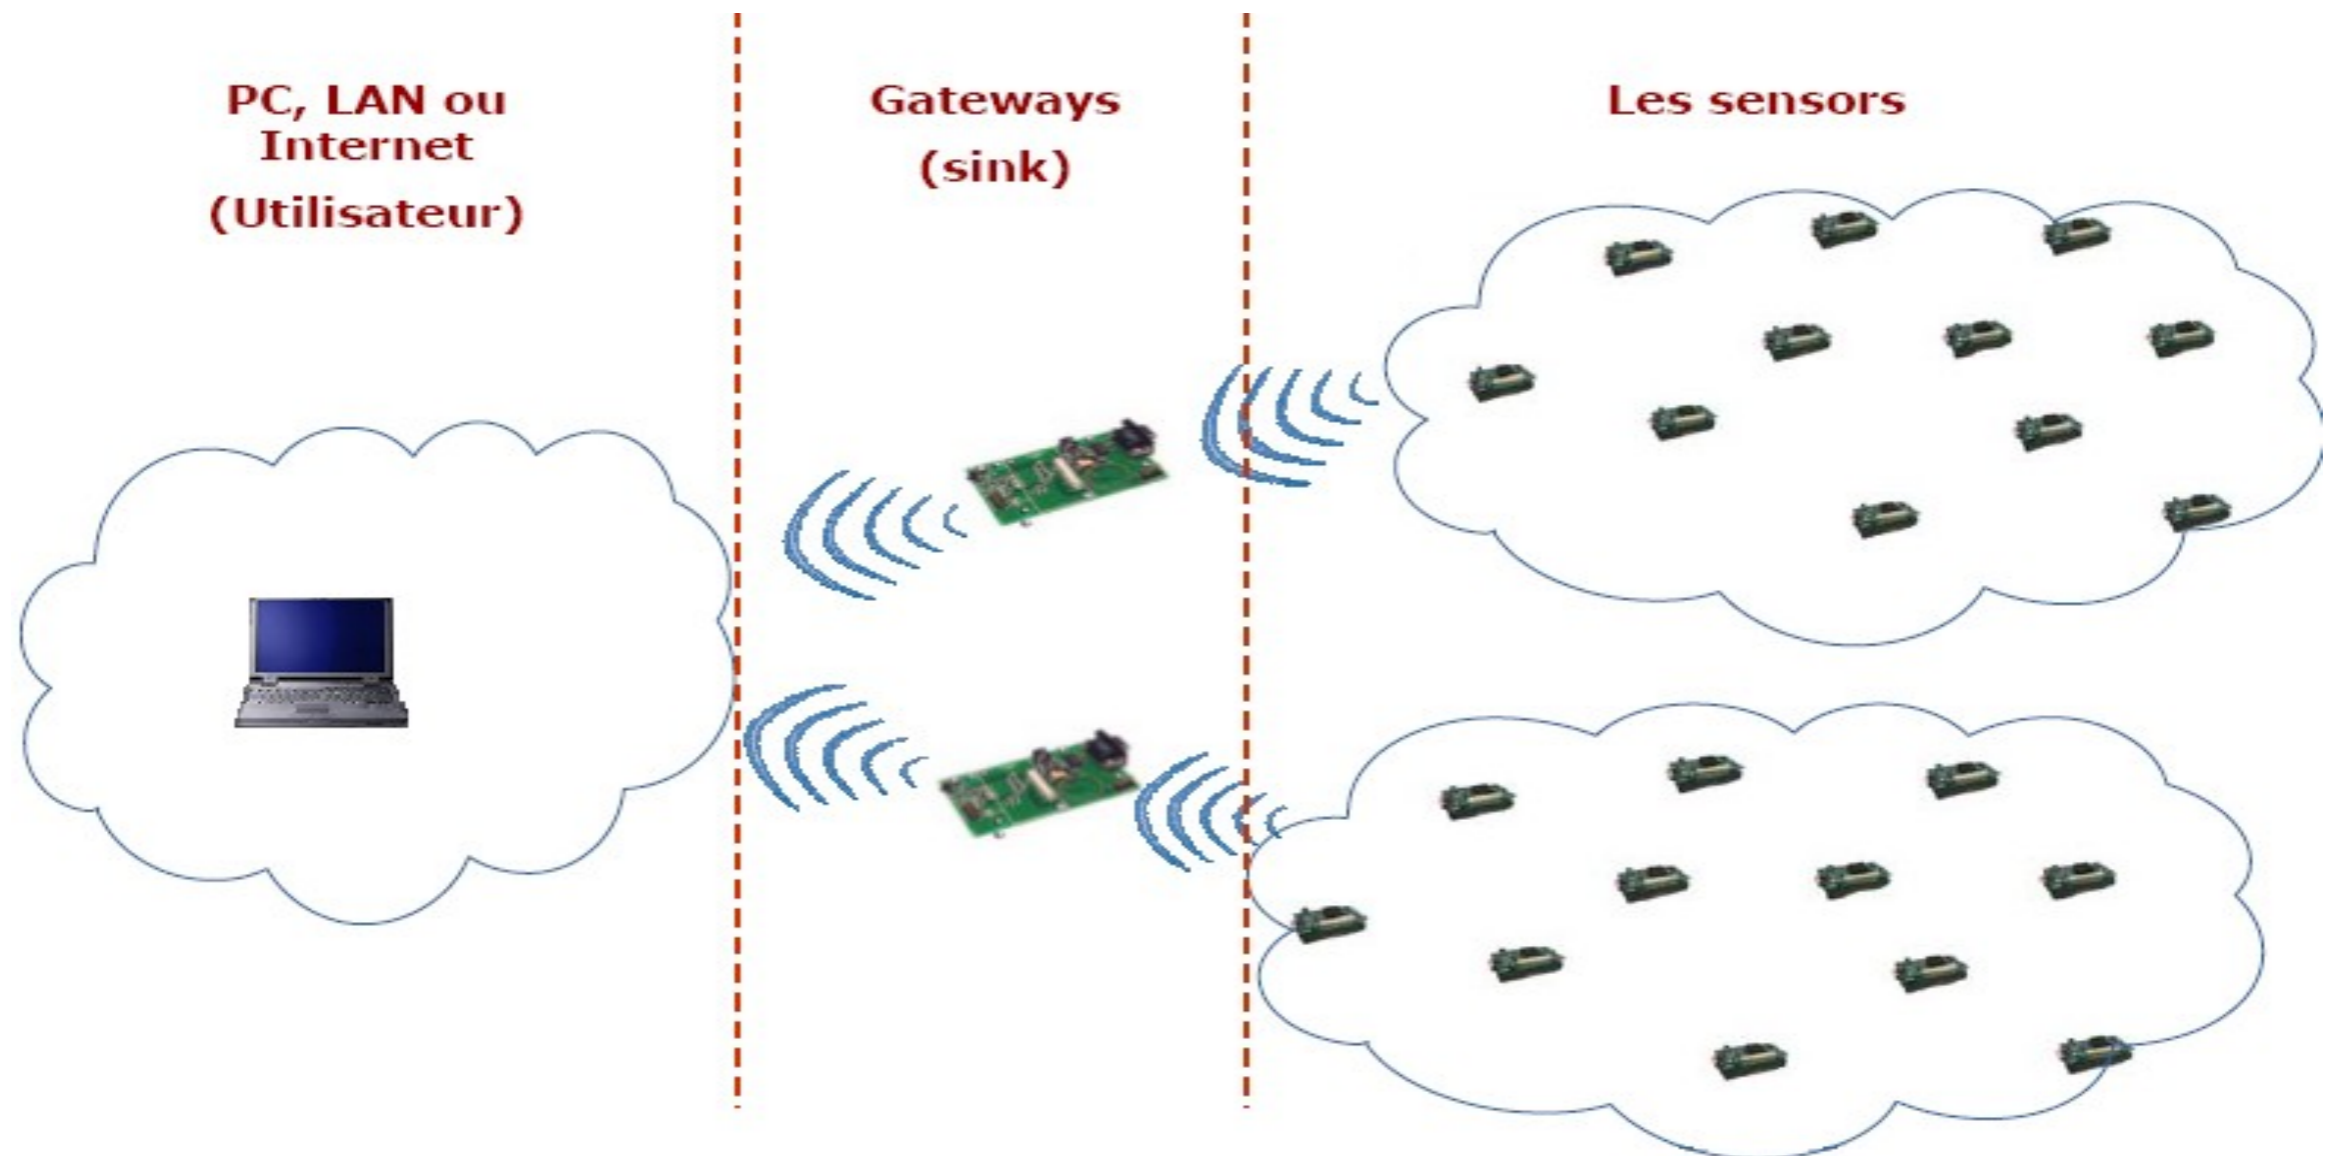 PC, LAN ou
Internet
(Utilisateur)
Gateways
(sink)
Les sensors